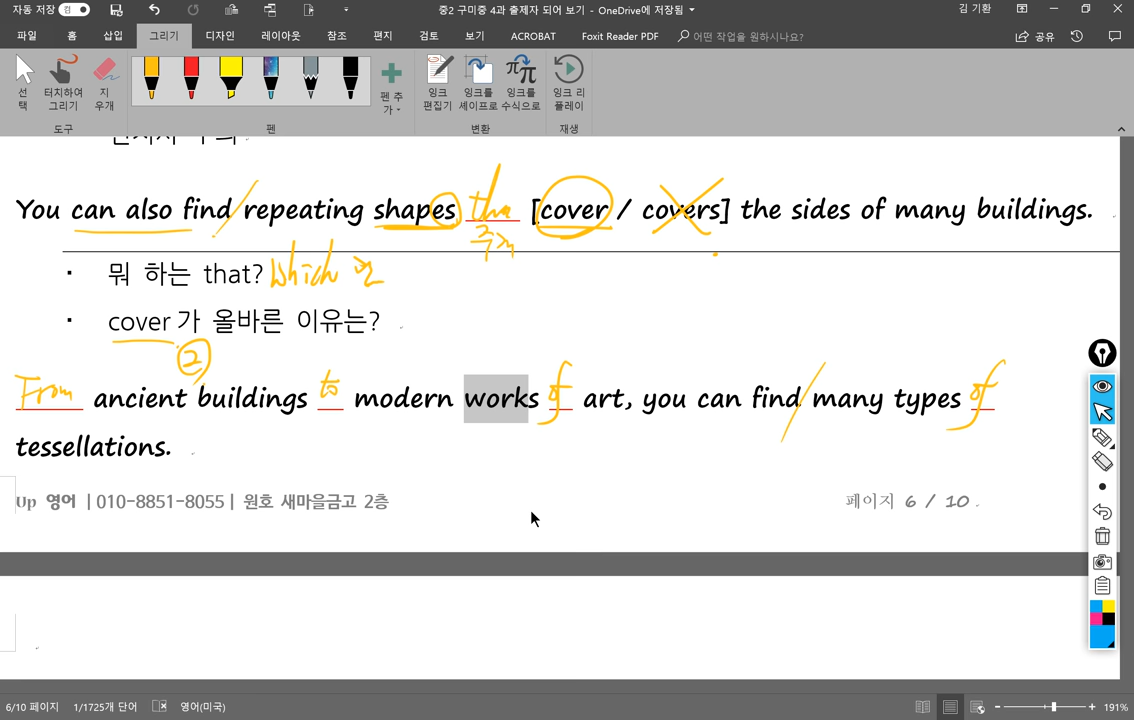 자동 저장 켬 중2 구미중 4과 출제자 되어 보기 - OneDrive에 저장됨 김 기환
파일 홈 삽입 그리기 디자인 레이아웃 참조 편지 검토 보기 ACROBAT Foxit Reader PDF 어떤 작업을 원하시나요? 공유
선택 터치하여 그리기 지우개 펜 추가 잉크 편집기 잉크를 셰이프로 잉크를 수식으로 잉크 리플레이
도구 펜 변환 재생
You can also find / repeating shapes tha [cover / covers] the sides of many buildings.
주격
뭐 하는 that? Which
cover가 올바른 이유는?
2
From ancient buildings to modern works of art, you can find / many types of
tessellations.
Up 영어 | 010-8851-8055 | 원호 새마을금고 2층 페이지 6 / 10
6/10 페이지 1/1725개 단어 영어(미국) 191%